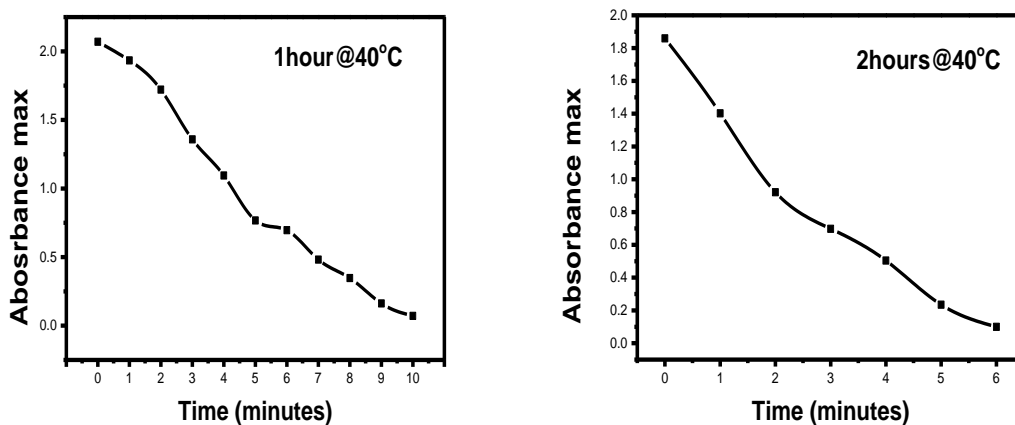 1hour@40°C
Abosrbance max
2.0
1.5
1.0
0.5
0.0
0 1 2 3 4 5 6 7 8 9 10
Time (minutes)
2hours@40°C
Absorbance max
2.0
1.8
1.6
1.4
1.2
1.0
0.8
0.6
0.4
0.2
0.0
0 1 2 3 4 5 6
Time (minutes)